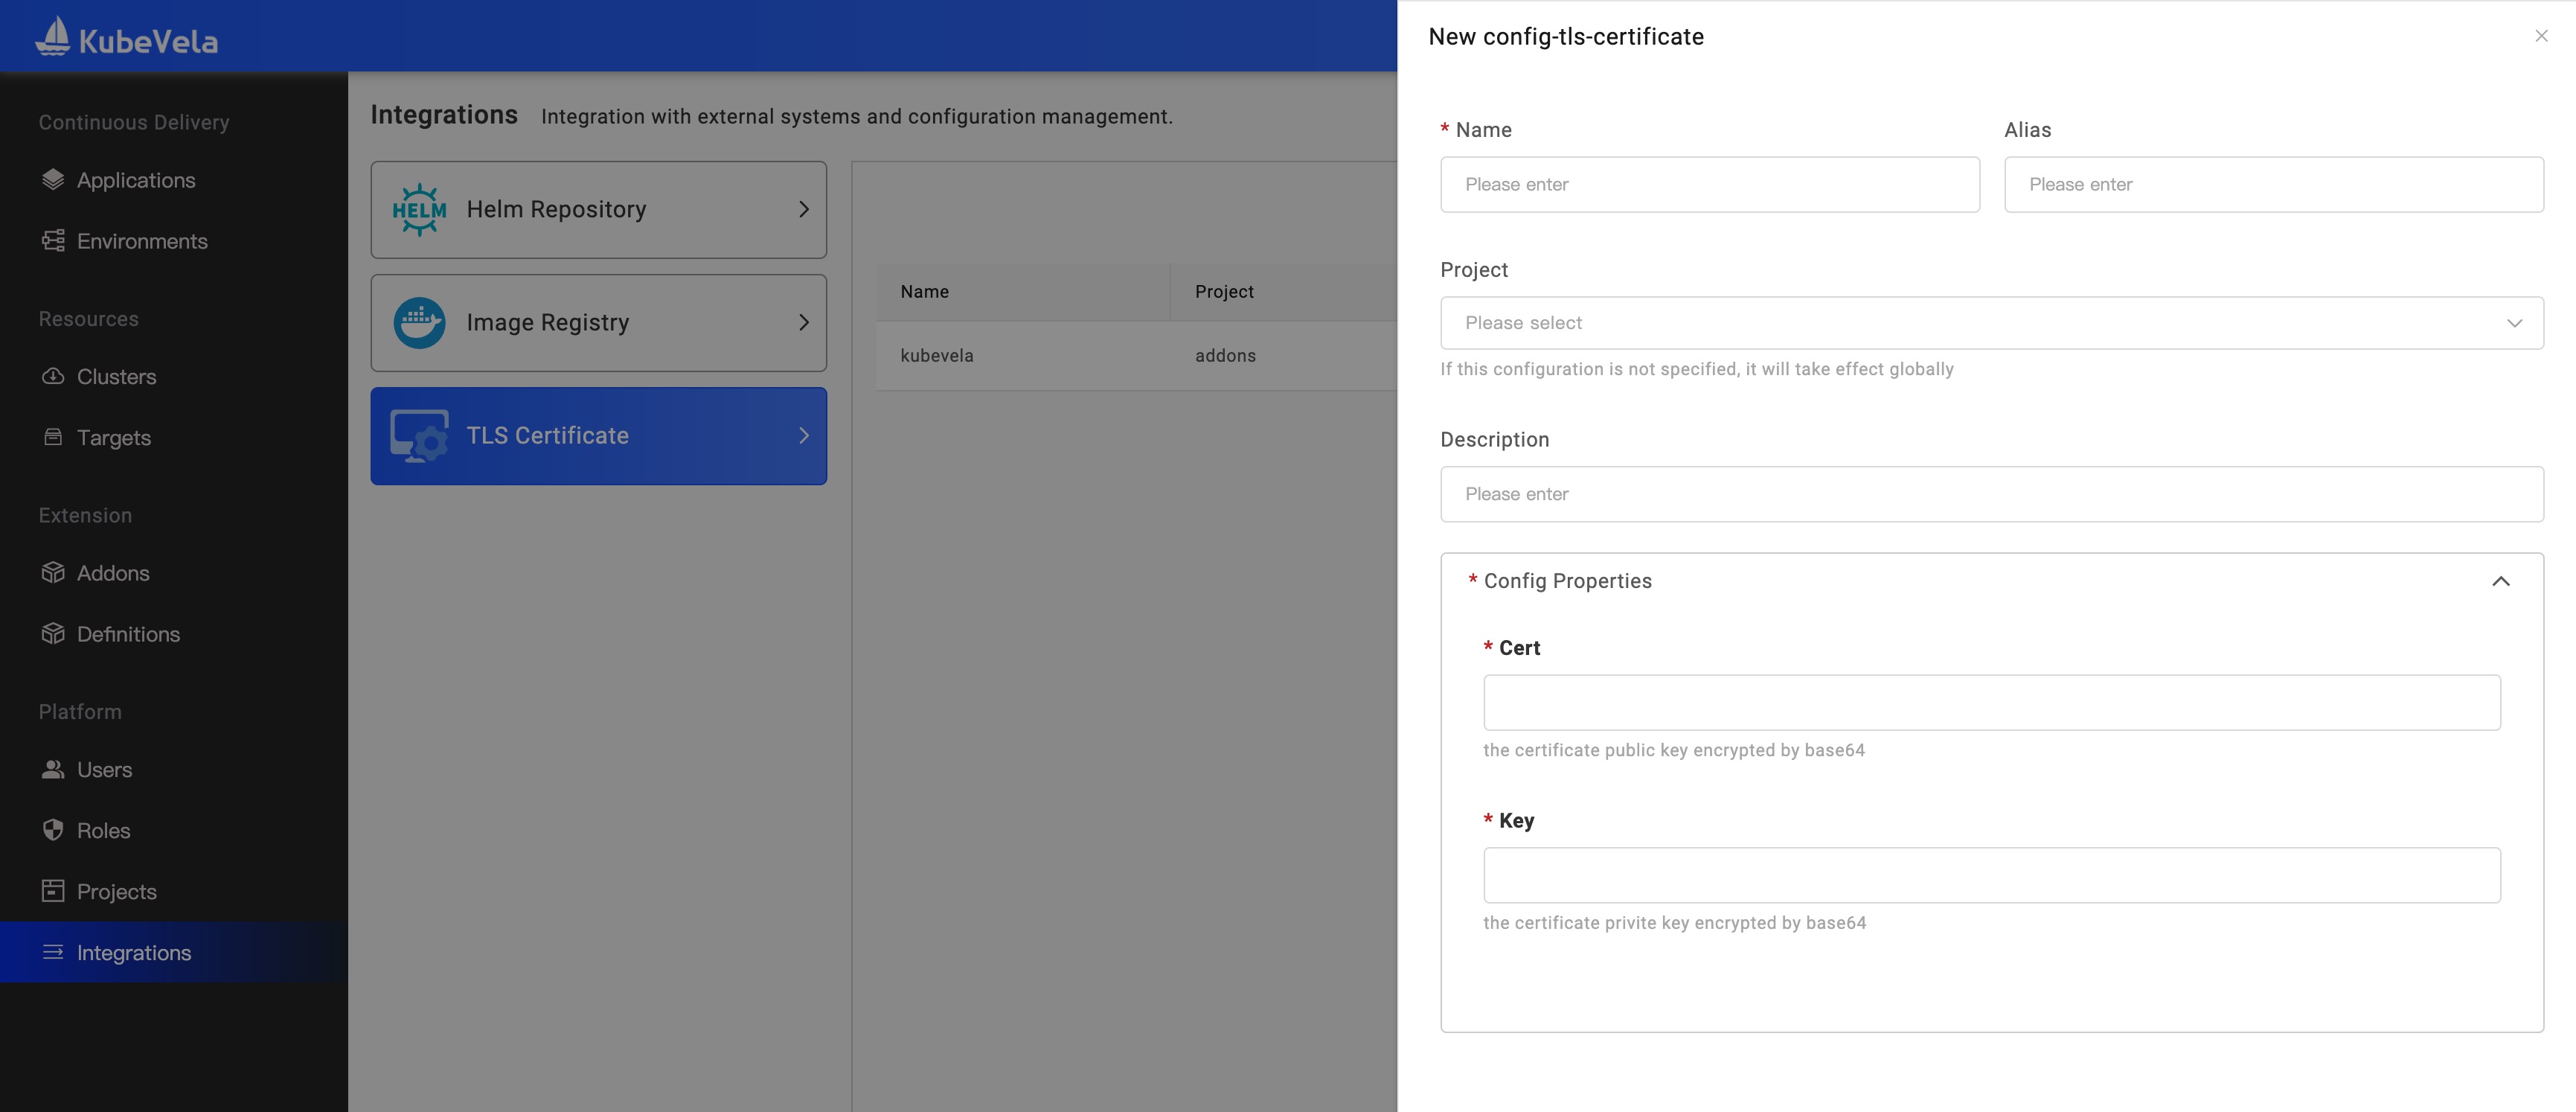 KubeVela
Continuous Delivery
Applications
Environments
Resources
Clusters
Targets
Extension
Addons
Definitions
Platform
Users
Roles
Projects
Integrations
Integrations Integration with external systems and configuration management.
HELM Helm Repository
Image Registry
TLS Certificate
Name Project
kubevela addons
New config-tls-certificate
* Name Alias
Please enter Please enter
Project
Please select
If this configuration is not specified, it will take effect globally
Description
Please enter
* Config Properties
* Cert
the certificate public key encrypted by base64
* Key
the certificate privite key encrypted by base64